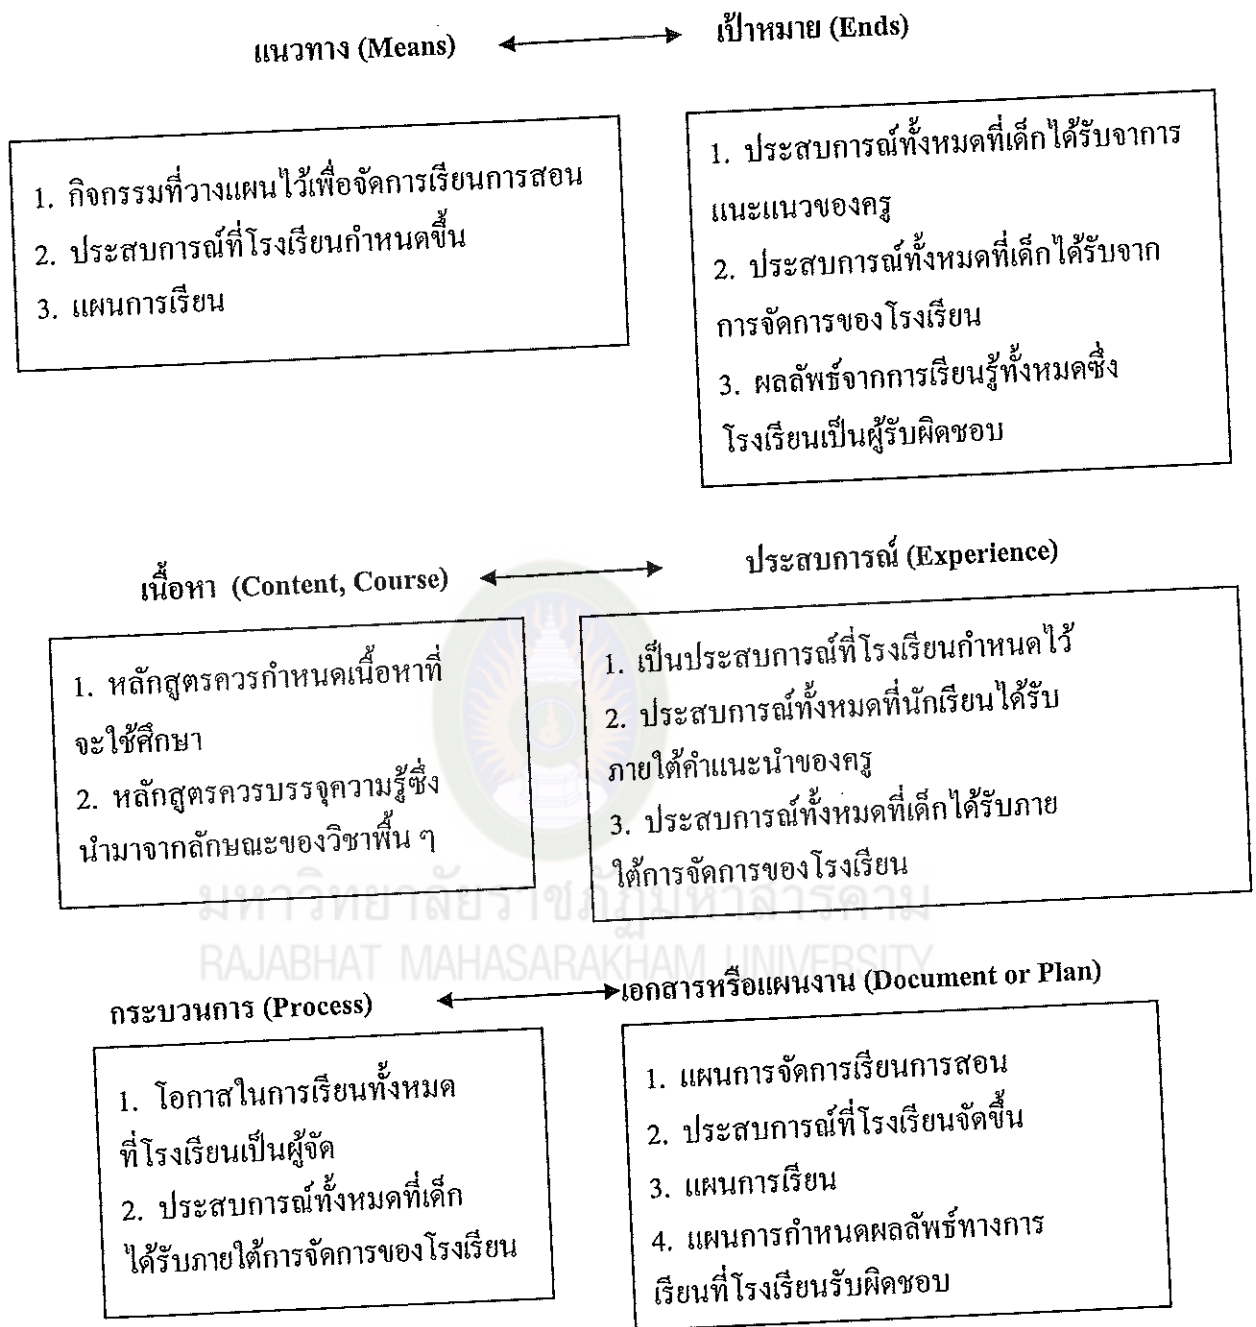 แนวทาง (Means)
เป้าหมาย (Ends)
1. กิจกรรมที่วางแผนไว้เพื่อจัดการเรียนการสอน
2. ประสบการณ์ที่โรงเรียนกำหนดขึ้น
3. แผนการเรียน
1. ประสบการณ์ทั้งหมดที่เด็กได้รับจาการ
แนะแนวของครู
2. ประสบการณ์ทั้งหมดที่เด็กได้รับจาก
การจัดการของโรงเรียน
3. ผลลัพธ์จากการเรียนรู้ทั้งหมดซึ่ง
โรงเรียนเป็นผู้รับผิดชอบ
เนื้อหา (Content, Course)
ประสบการณ์ (Experience)
1. หลักสูตรควรกำหนดเนื้อหาที่
จะใช้ศึกษา
2. หลักสูตรควรบรรจุความรู้ซึ่ง
นำมาจากลักษณะของวิชาพื้น ๆ
1. เป็นประสบการณ์ที่โรงเรียนกำหนดไว้
2. ประสบการณ์ทั้งหมดที่นักเรียนได้รับ
ภายใต้คำแนะนำของครู
3. ประสบการณ์ทั้งหมดที่เด็กได้รับภาย
ใต้การจัดการของโรงเรียน
มหาวิทยาลัยราชภัฏมหาสารคาม
RAJABHAT MAHASARAKHAM UNIVERSITY
กระบวนการ (Process)
เอกสารหรือแผนงาน (Document or Plan)
1. โอกาสในการเรียนทั้งหมด
ที่โรงเรียนเป็นผู้จัด
2. ประสบการณ์ทั้งหมดที่เด็ก
ได้รับภายใต้การจัดการของโรงเรียน
1. แผนการจัดการเรียนการสอน
2. ประสบการณ์ที่โรงเรียนจัดขึ้น
3. แผนการเรียน
4. แผนการกำหนดผลลัพธ์ทางการ
เรียนที่โรงเรียนรับผิดชอบ